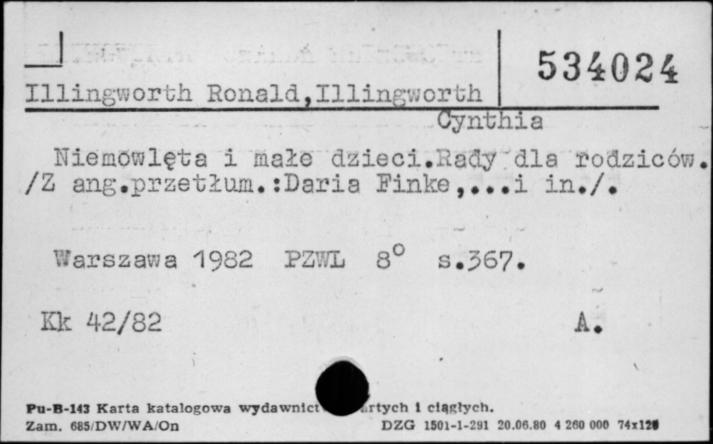 534024
Illingworth Ronald,Illingworth
Cynthia
Niemowlęta i małe dzieci.Rady dla rodziców.
/Z ang.przetłum.:Daria Finke,...i in./.
Warszawa 1982 PZWL 8° s.367.
Kk 42/82 A.
Pu-B-143 Karta katalogowa wydawnict artych i ciągłych.
Zam. 685/DW/WA/On DZG 1501-1-291 20.06.80 4 260 000 74x128